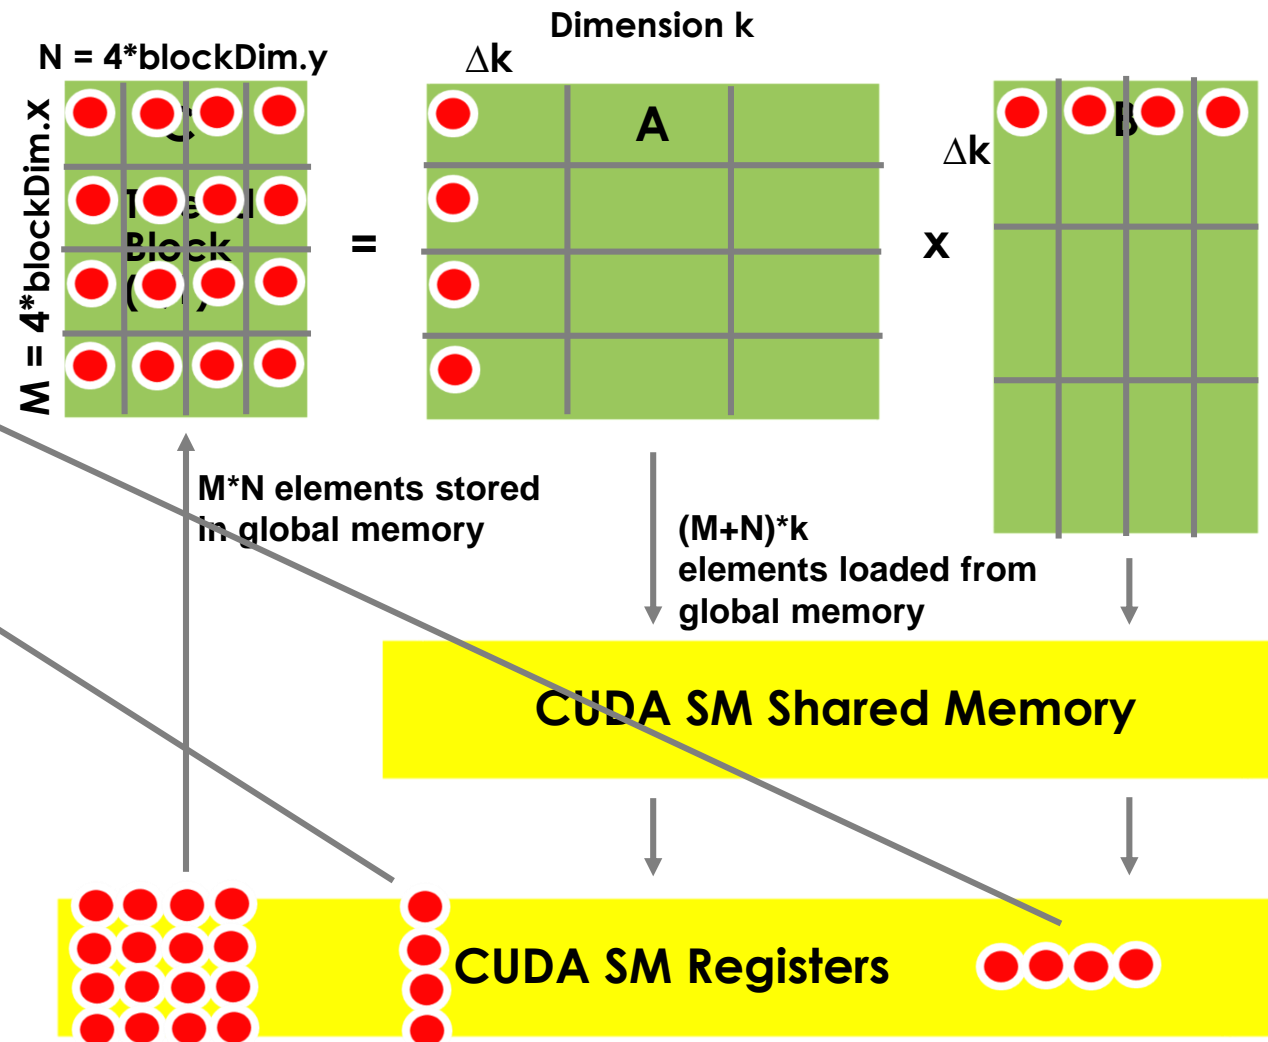 Dimension k
N = 4*blockDim.y
Δk
M = 4*blockDim.x
A
B
Δk
Block
=
x
M*N elements stored
in global memory
(M+N)*k
elements loaded from
global memory
CUDA SM Shared Memory
CUDA SM Registers